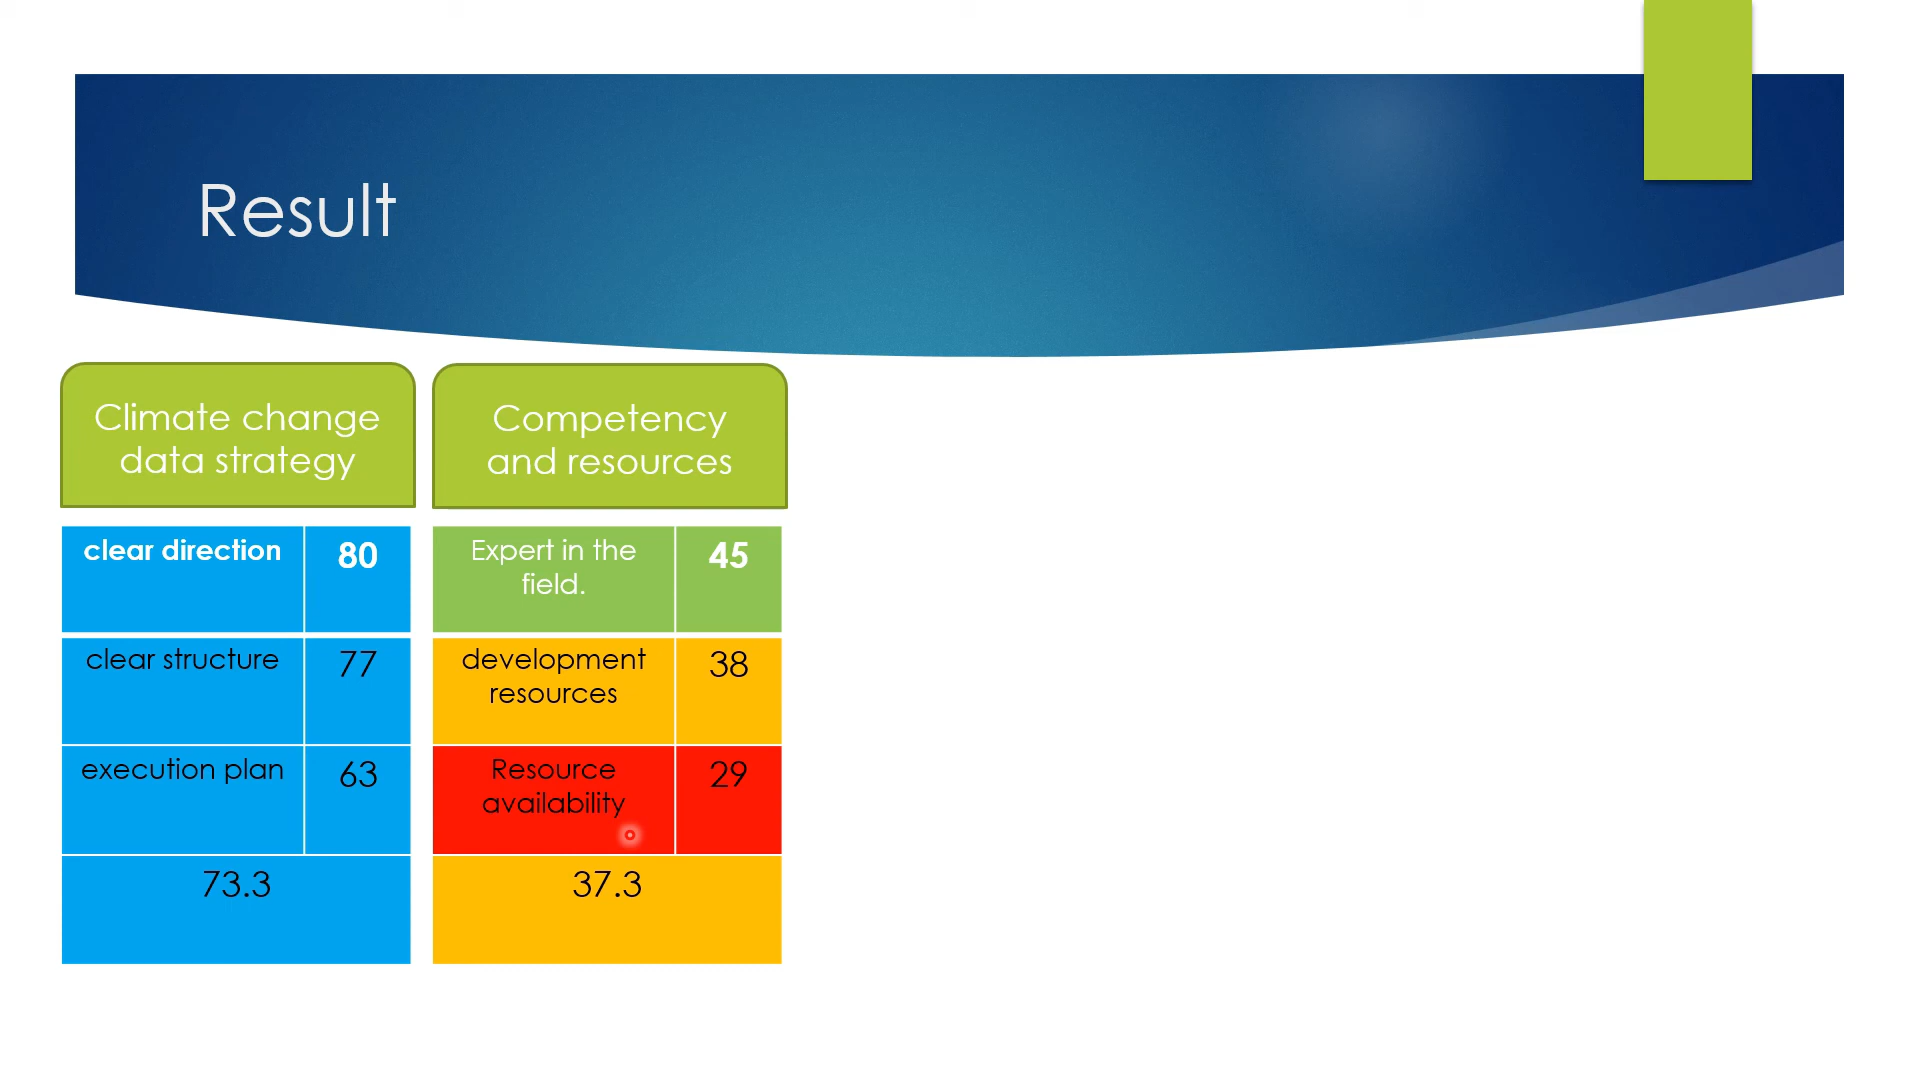 Result
Climate change
data strategy
clear direction
80
clear structure
77
execution plan
63
73.3
Competency
and resources
Expert in the
field.
45
development
resources
38
Resource
availability
29
37.3